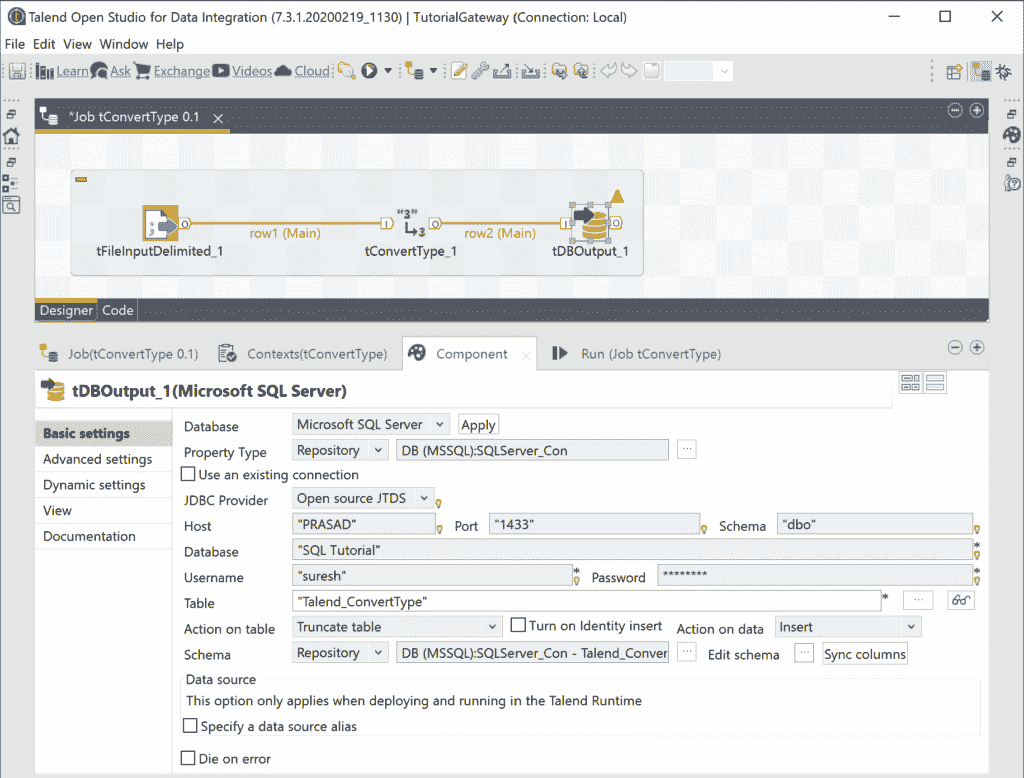 Talend Open Studio for Data Integration (7.3.1.20200219_1130) | TutorialGateway (Connection: Local)
File Edit View Window Help
Learn Ask Exchange Videos Cloud
*Job tConvertType 0.1
"3"
3
row1 (Main) row2 (Main)
tFileInputDelimited_1 tConvertType_1 tDBOutput_1
Designer Code
Job(tConvertType 0.1) Contexts(tConvertType) Component Run (Job tConvertType)
tDBOutput_1(Microsoft SQL Server)
Basic settings
Advanced settings
Dynamic settings
View
Documentation
Database Microsoft SQL Server Apply
Property Type Repository DB (MSSQL):SQLServer_Con ...
Use an existing connection
JDBC Provider Open source JTDS
Host "PRASAD" Port "1433" Schema "dbo"
Database "SQL Tutorial" *
Username "suresh" * Password ******** *
Table "Talend_ConvertType" * ...
Action on table Truncate table Turn on Identity insert Action on data Insert
Schema Repository DB (MSSQL):SQLServer_Con - Talend_Conver ... Edit schema ... Sync columns
Data source
This option only applies when deploying and running in the Talend Runtime
Specify a data source alias
Die on error